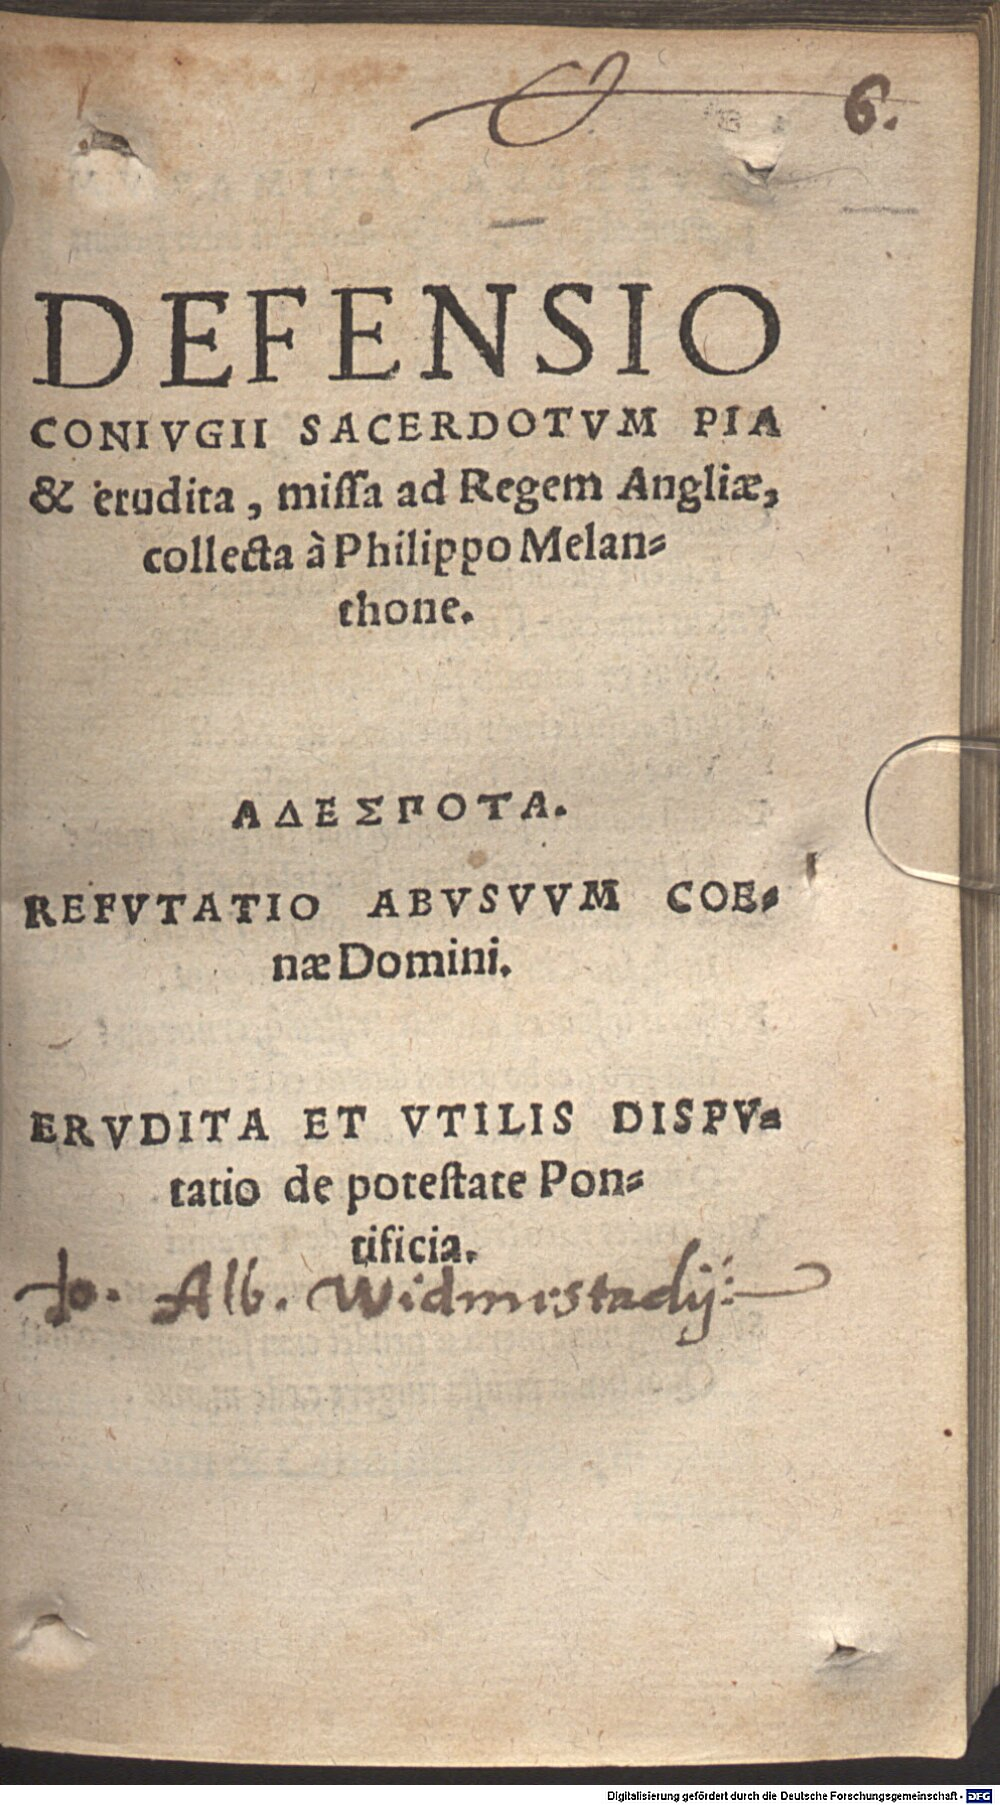 6.
DEFENSIO
CONIVGII SACERDOTVM PIA
& erudita, missa ad Regem Angliæ,
collecta à Philippo Melan-
thone.
ΑΔΕΣΠΟΤΑ.
REFVTATIO ABVSVVM COE-
næ Domini.
ERVDITA ET VTILIS DISPV-
tatio de potestate Pon-
tificia.
Jo. Alb. Widmestadij:
Digitalisierung gefördert durch die Deutsche Forschungsgemeinschaft - DFG